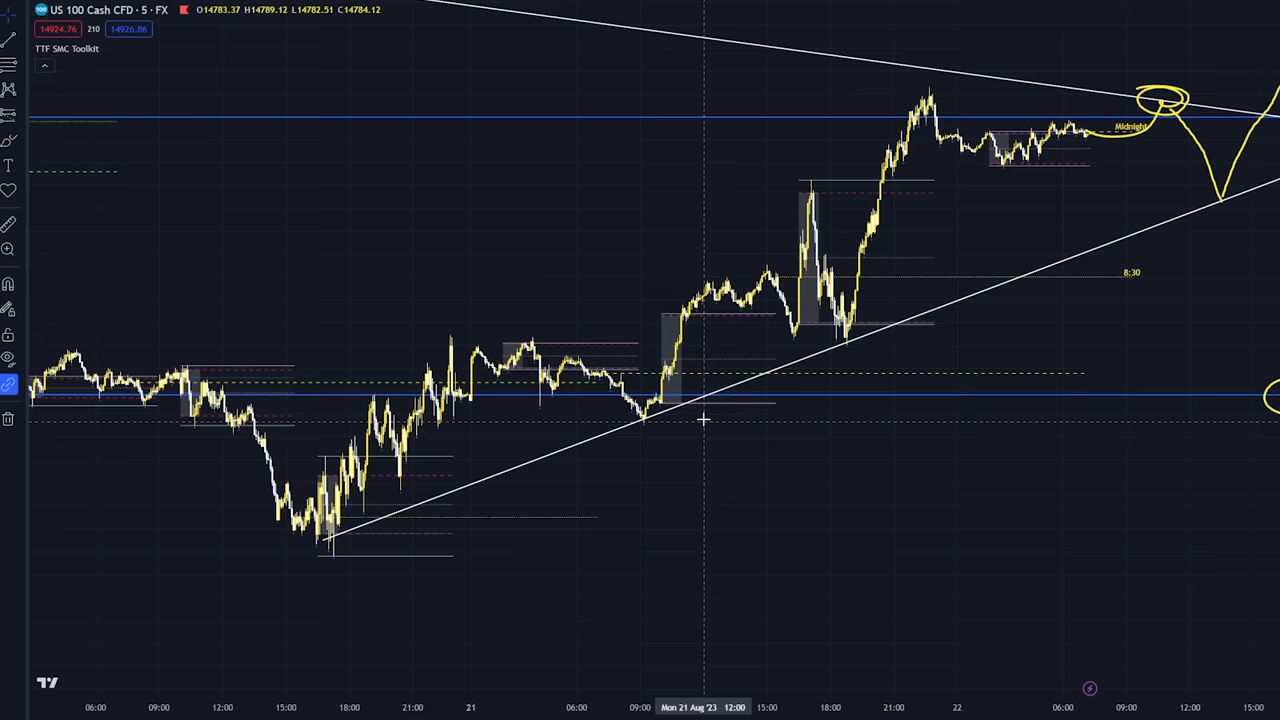 US 100 Cash CFD · 5 · FX O14783.37 H14789.12 L14782.51 C14784.12
14924.76 210 14926.86
TTF SMC Toolkit
Midnight
8:30
06:00 09:00 12:00 15:00 18:00 21:00 21 06:00 09:00 Mon 21 Aug '23 12:00 15:00 18:00 21:00 22 06:00 09:00 12:00 15:00